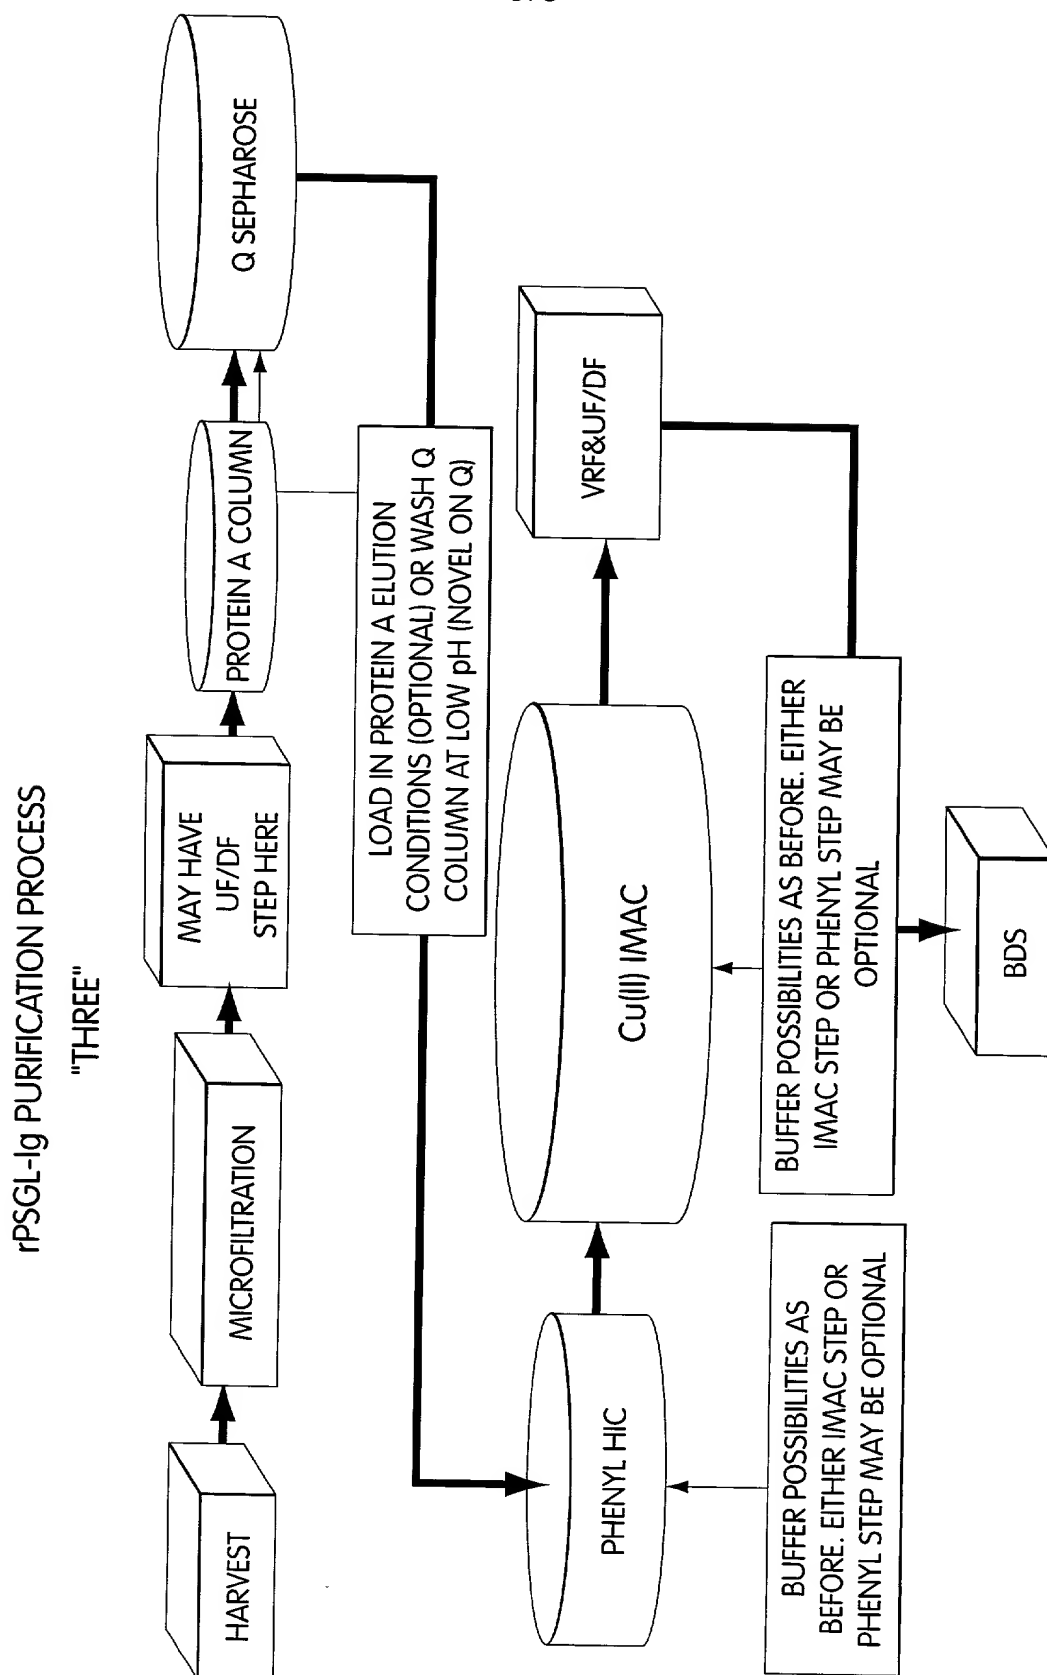 rPSGL-Ig PURIFICATION PROCESS
"THREE"
HARVEST
MICROFILTRATION
MAY HAVE
UF/DF
STEP HERE
PROTEIN A COLUMN
Q SEPHAROSE
LOAD IN PROTEIN A ELUTION
CONDITIONS (OPTIONAL) OR WASH Q
COLUMN AT LOW pH (NOVEL ON Q)
PHENYL HIC
Cu(II) IMAC
VRF&UF/DF
BUFFER POSSIBILITIES AS
BEFORE. EITHER IMAC STEP OR
PHENYL STEP MAY BE OPTIONAL
BUFFER POSSIBILITIES AS BEFORE. EITHER
IMAC STEP OR PHENYL STEP MAY BE
OPTIONAL
BDS